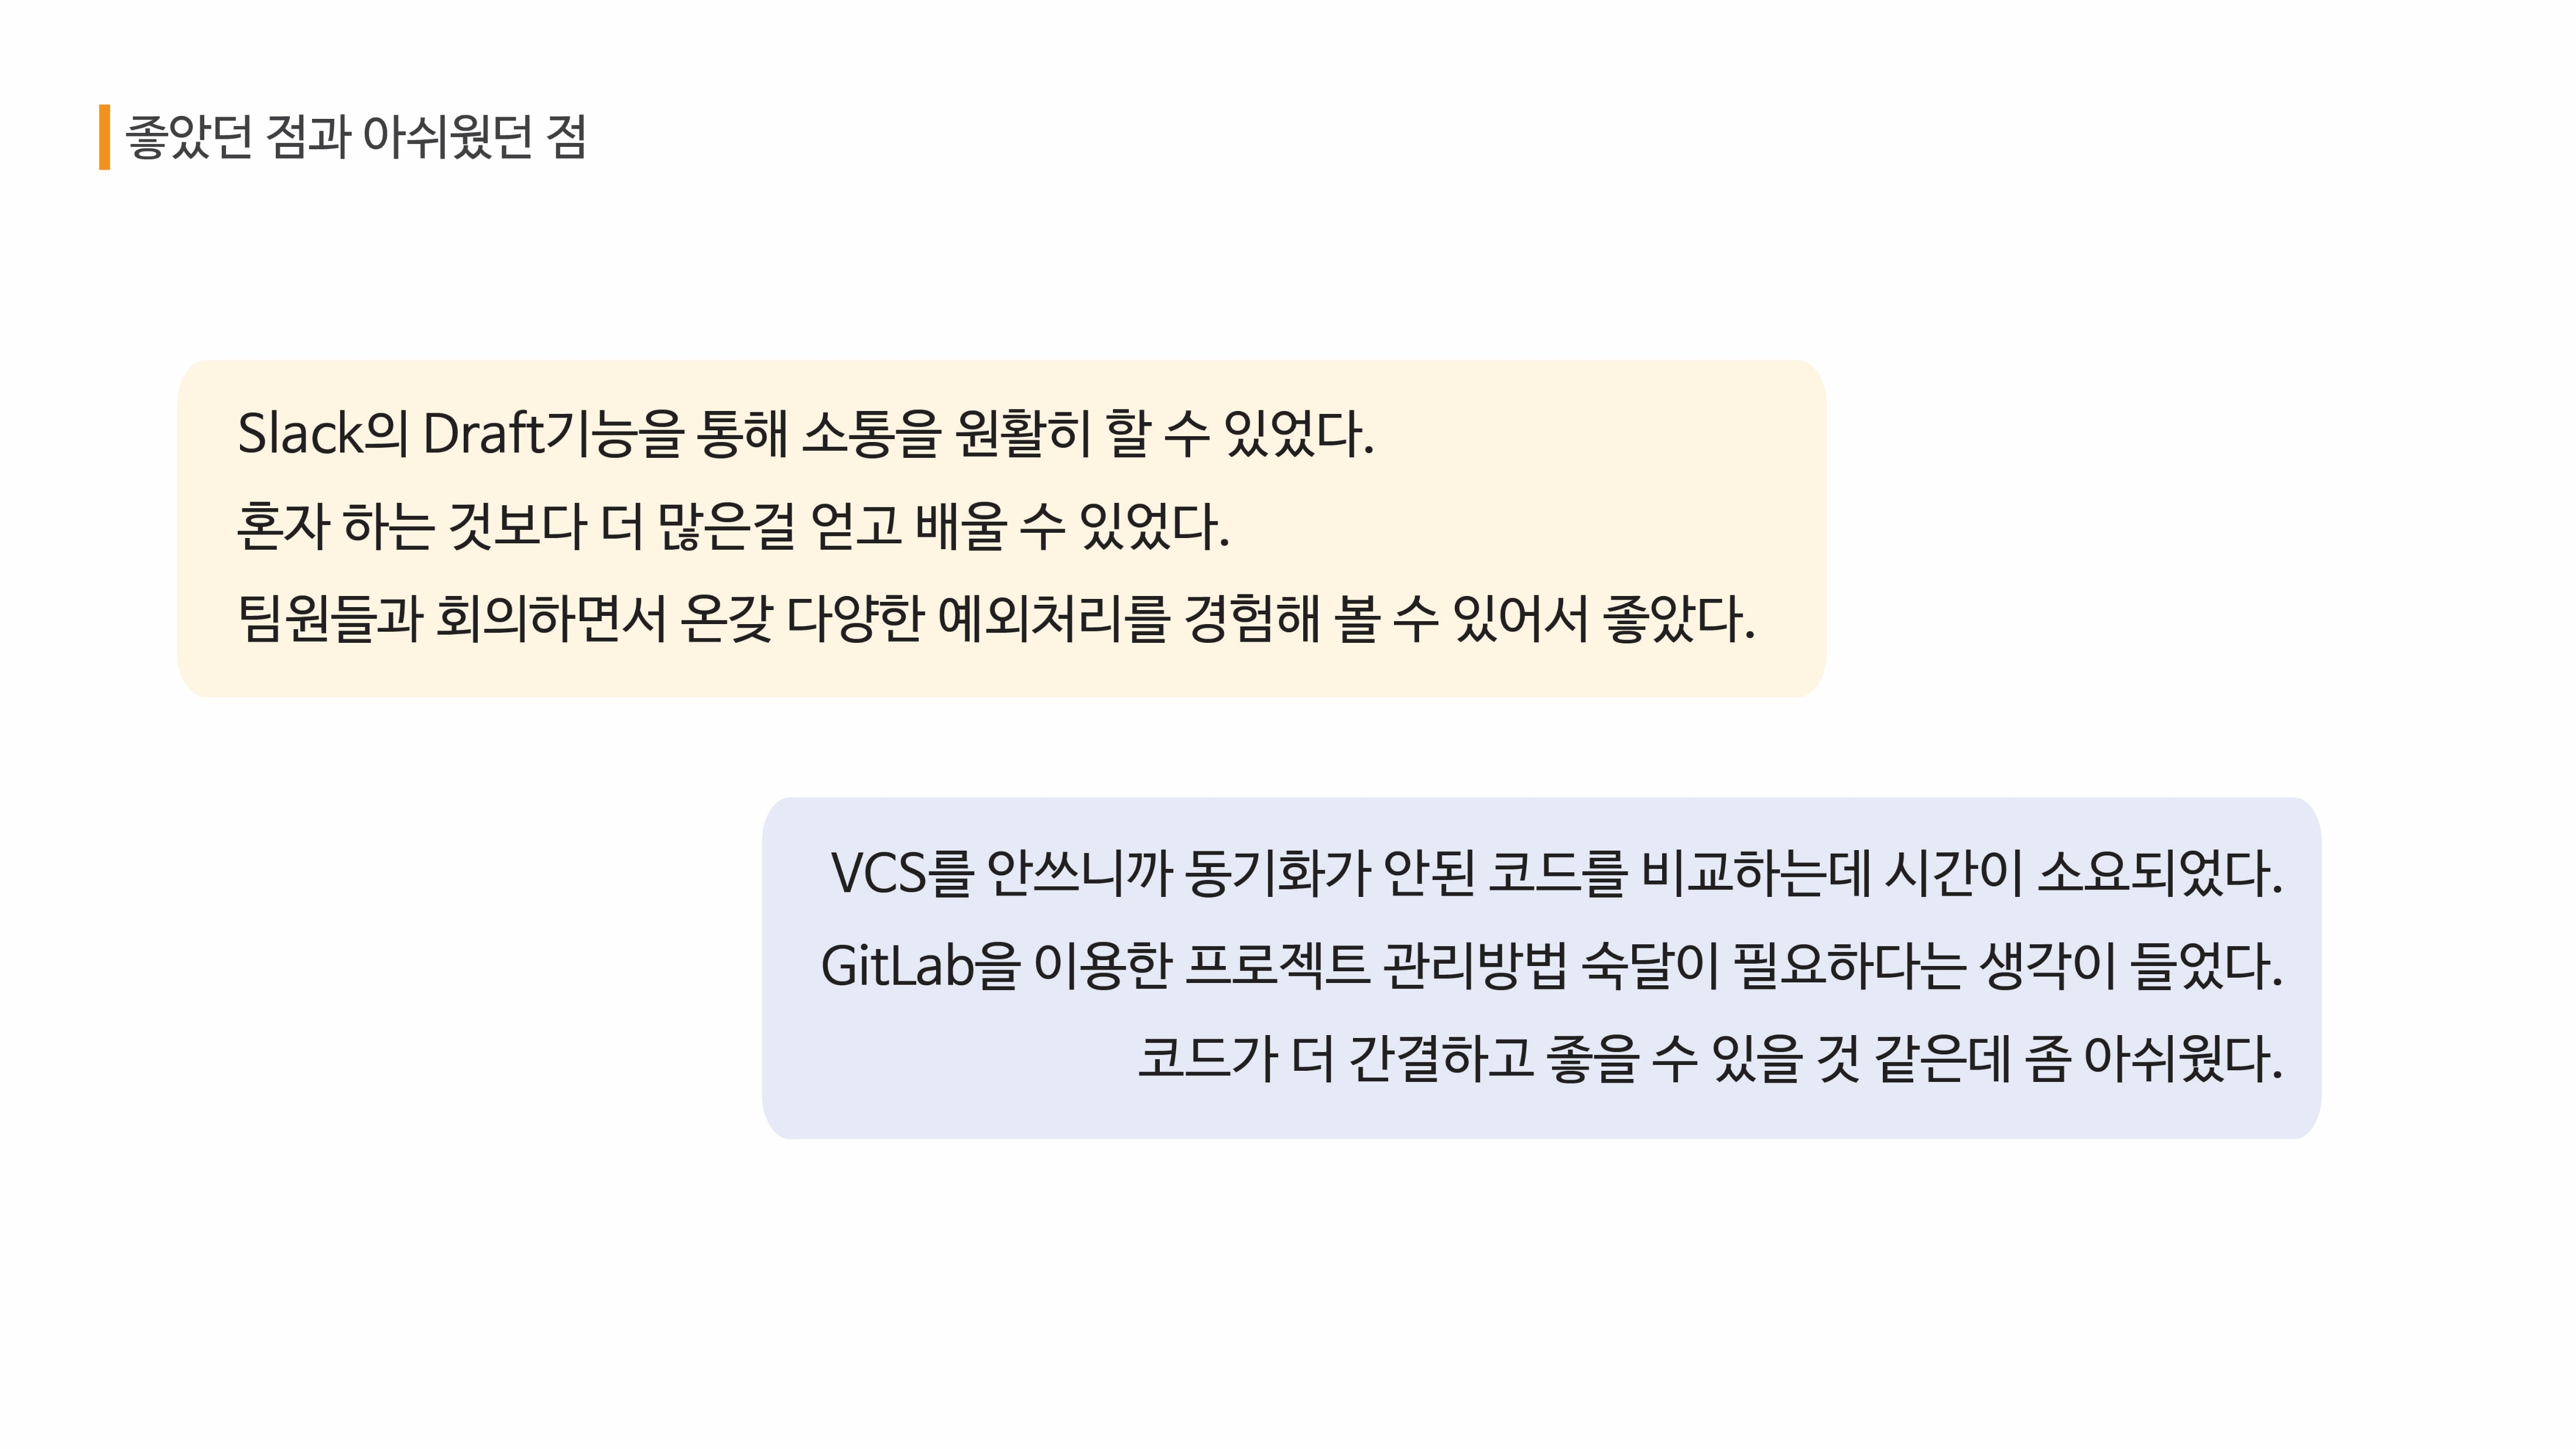 좋았던 점과 아쉬웠던 점
Slack의 Draft기능을 통해 소통을 원활히 할 수 있었다.
혼자 하는 것보다 더 많은걸 얻고 배울 수 있었다.
팀원들과 회의하면서 온갖 다양한 예외처리를 경험해 볼 수 있어서 좋았다.
VCS를 안쓰니까 동기화가 안된 코드를 비교하는데 시간이 소요되었다.
GitLab을 이용한 프로젝트 관리방법 숙달이 필요하다는 생각이 들었다.
코드가 더 간결하고 좋을 수 있을 것 같은데 좀 아쉬웠다.